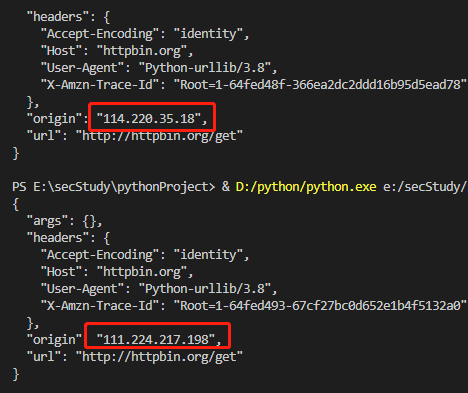 "headers": {
"Accept-Encoding": "identity",
"Host": "httpbin.org",
"User-Agent": "Python-urllib/3.8",
"X-Amzn-Trace-Id": "Root=1-64fed48f-366ea2dc2ddd16b95d5ead78"
},
"origin": "114.220.35.18",
"url": "http://httpbin.org/get"
}
PS E:\secStudy\pythonProject> & D:/python/python.exe e:/secStudy/
{
"args": {},
"headers": {
"Accept-Encoding": "identity",
"Host": "httpbin.org",
"User-Agent": "Python-urllib/3.8",
"X-Amzn-Trace-Id": "Root=1-64fed493-67cf27bc0d652e1b4f5132a0"
},
"origin": "111.224.217.198",
"url": "http://httpbin.org/get"
}